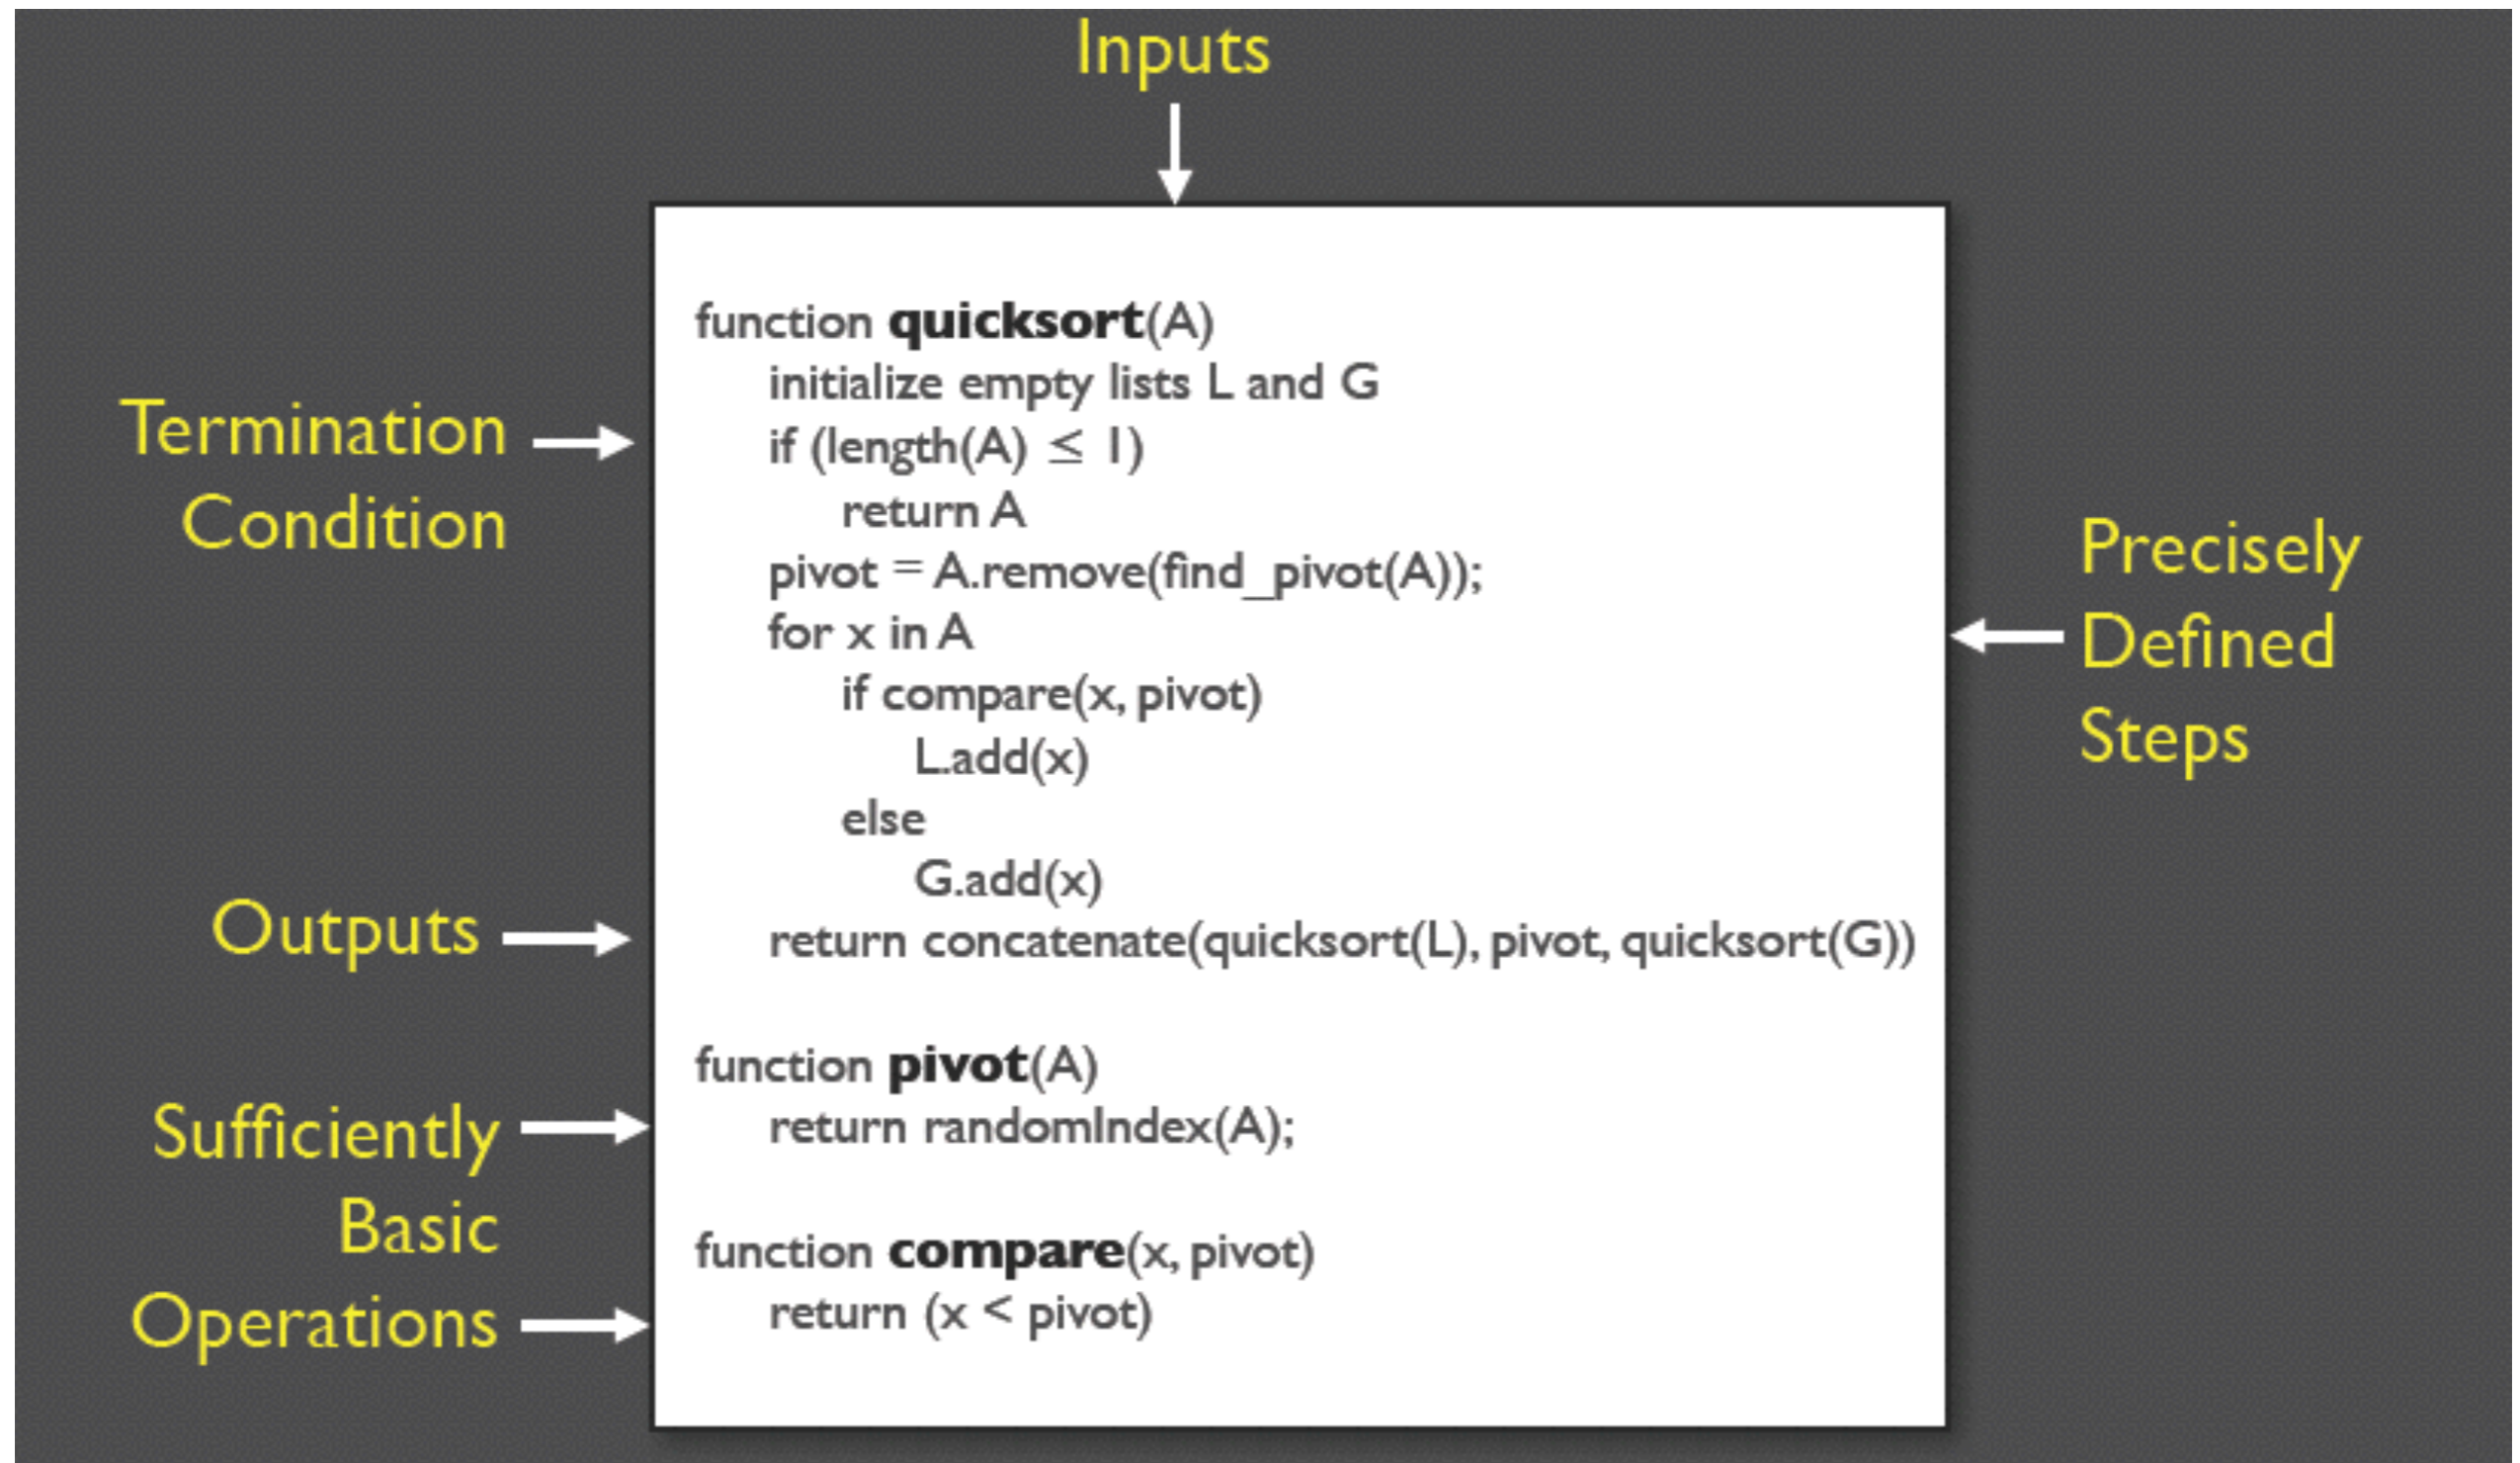 Inputs
Termination
Condition
function quicksort(A)
initialize empty lists L and G
if (length(A) ≤ 1)
return A
pivot = A.remove(find_pivot(A));
for x in A
if compare(x, pivot)
L.add(x)
else
G.add(x)
return concatenate(quicksort(L), pivot, quicksort(G))
function pivot(A)
return randomIndex(A);
function compare(x, pivot)
return (x < pivot)
Precisely
Defined
Steps
Outputs
Sufficiently
Basic
Operations